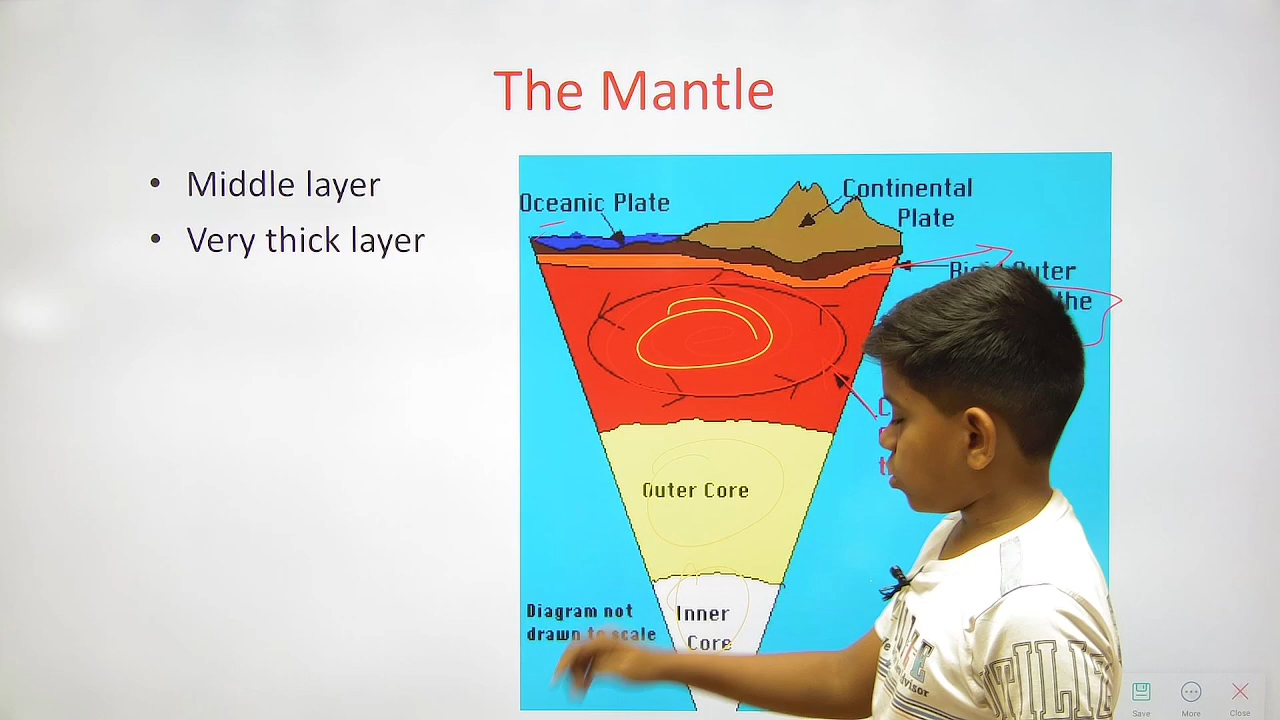 The Mantle
• Middle layer
• Very thick layer
Oceanic Plate
Continental
Plate
Outer
the
Outer Core
Inner
Core
Diagram not
drawn to scale
Save
More
Close